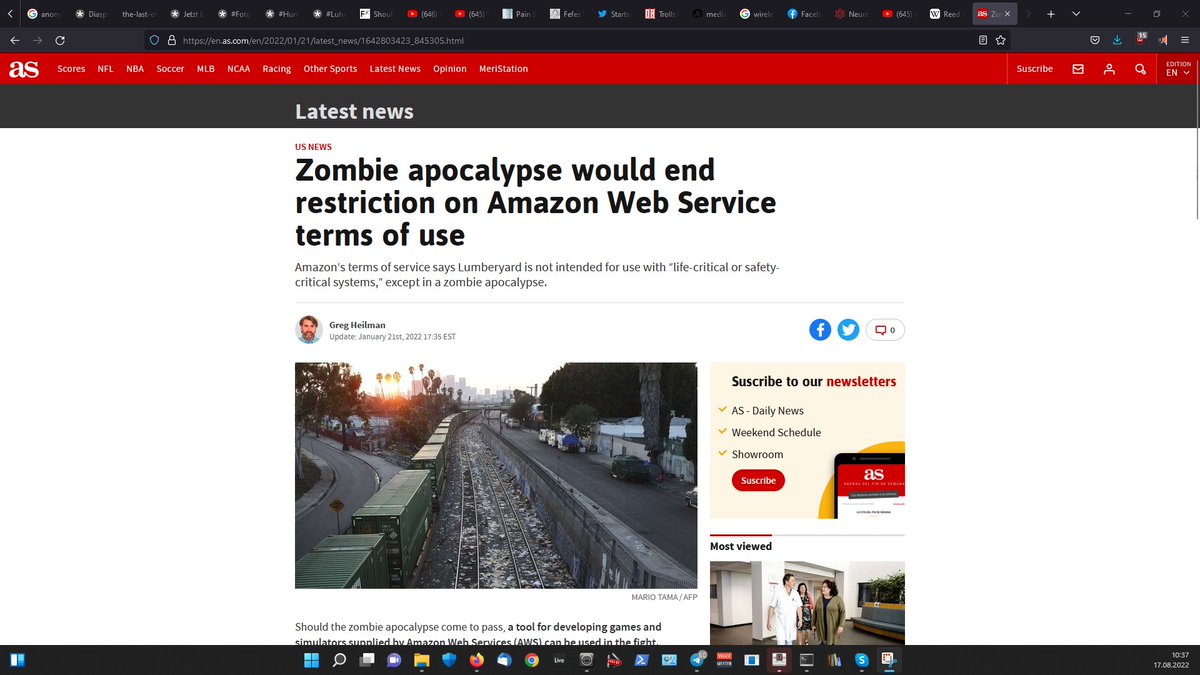 anony
Diasp
the-last-o
Jetzt
#Foto
#Hum
#Luhr
Shoul
(646)
(645)
Pain S
Fefes
Starts
Trolls
medi
wirele
Faceb
Neuro
(645)
Reed
https://en.as.com/en/2022/01/21/latest_news/1642803423_845305.html
15
as Scores NFL NBA Soccer MLB NCAA Racing Other Sports Latest News Opinion MeriStation Suscribe EDITION EN
Latest news
US NEWS
Zombie apocalypse would end
restriction on Amazon Web Service
terms of use
Amazon's terms of service says Lumberyard is not intended for use with “life-critical or safety-
critical systems,” except in a zombie apocalypse.
Greg Heilman
Update: January 21st, 2022 17:35 EST
0
Suscribe to our newsletters
AS - Daily News
Weekend Schedule
Showroom
Suscribe
as
MARIO TAMA / AFP
Most viewed
Should the zombie apocalypse come to pass, a tool for developing games and
simulators supplied by Amazon Web Services (AWS) can be used in the fight
Live
60
10:37
17.08.2022